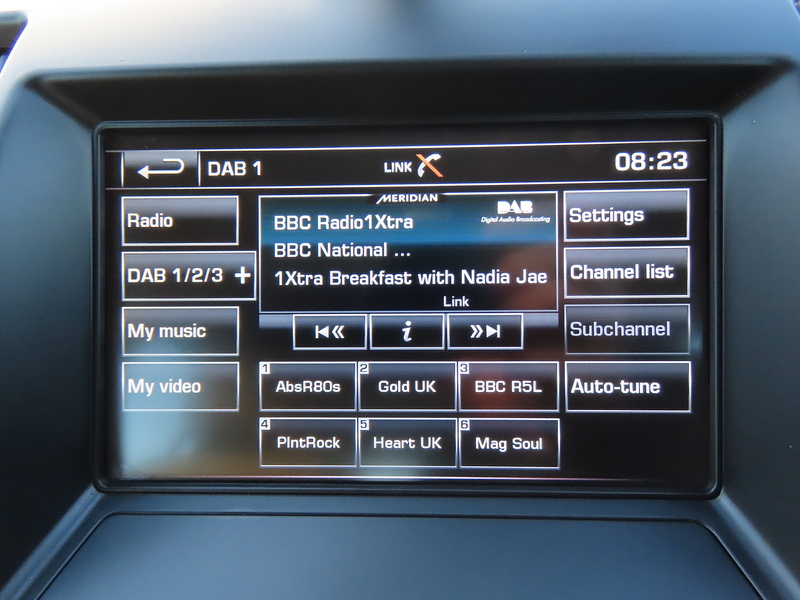 DAB 1
LINK
08:23
Radio
DAB 1/2/3 +
My music
My video
MERIDIAN
DAB
Digital Audio Broadcasting
BBC Radio1Xtra
BBC National ...
1Xtra Breakfast with Nadia Jae
Link
i
1 AbsR80s
2 Gold UK
3 BBC R5L
4 PlntRock
5 Heart UK
6 Mag Soul
Settings
Channel list
Subchannel
Auto-tune